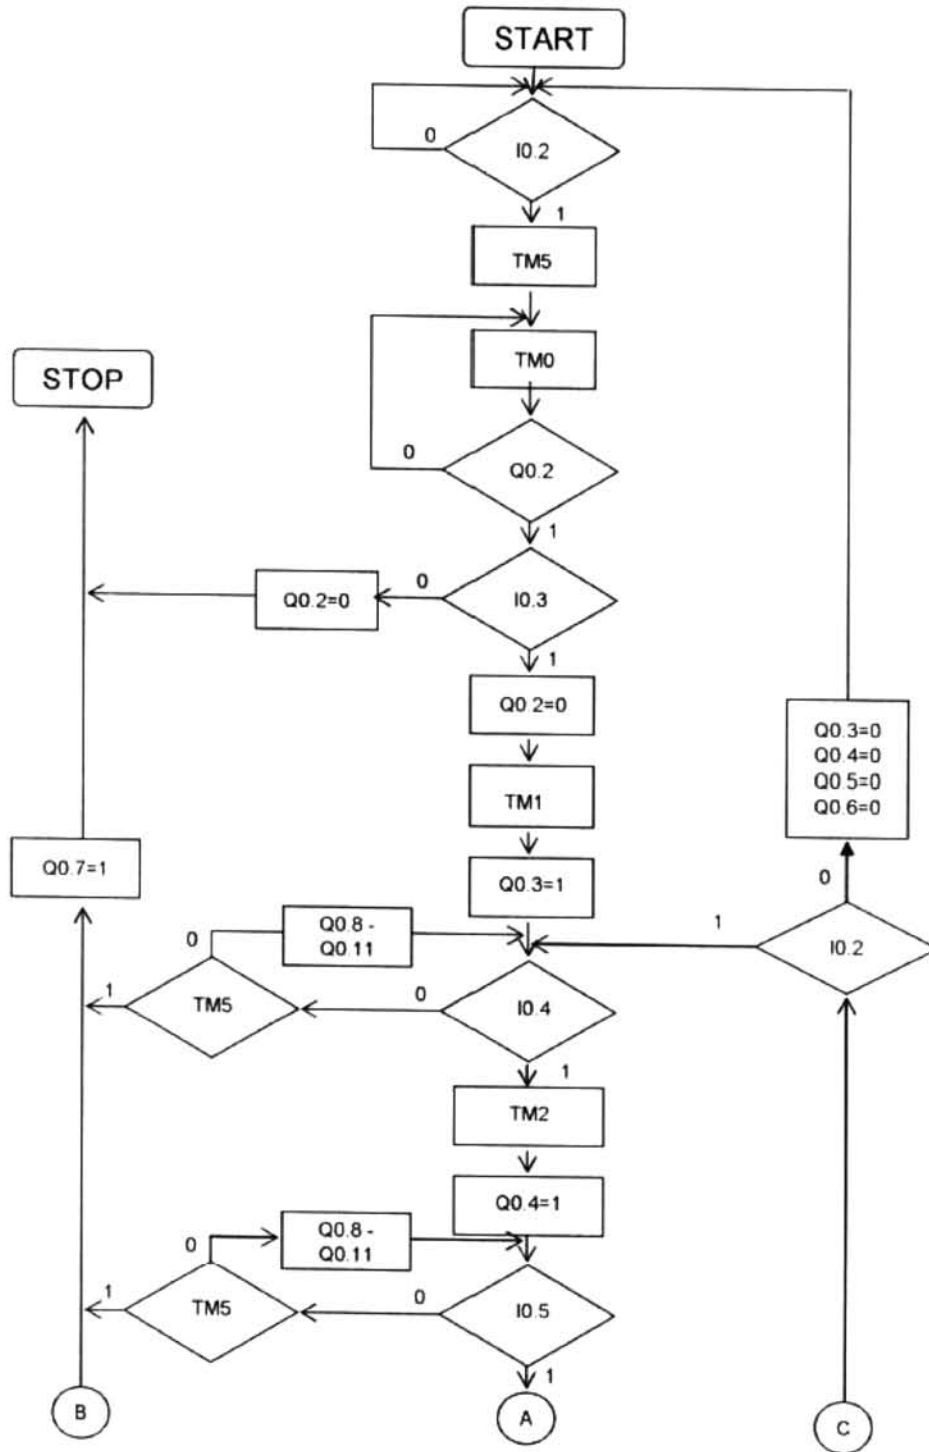 START
0
I0.2
1
TM5
TM0
STOP
0
Q0.2
1
Q0.2=0
0
I0.3
1
Q0.2=0
Q0.3=0
Q0.4=0
Q0.5=0
Q0.6=0
TM1
Q0.7=1
Q0.3=1
0
0
Q0.8 -
Q0.11
1
I0.2
1
TM5
0
I0.4
1
TM2
Q0.4=1
0
Q0.8 -
Q0.11
1
TM5
0
I0.5
1
B
A
C